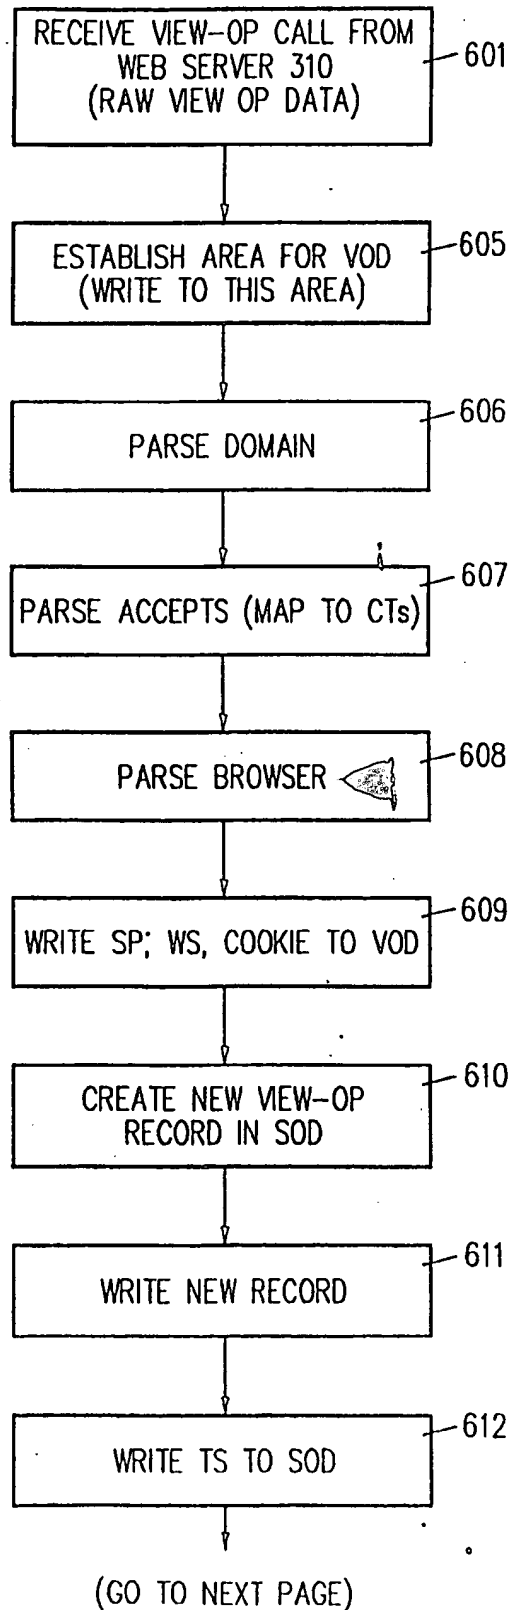 RECEIVE VIEW-OP CALL FROM
WEB SERVER 310
(RAW VIEW OP DATA)
601
ESTABLISH AREA FOR VOD
(WRITE TO THIS AREA)
605
PARSE DOMAIN
606
PARSE ACCEPTS (MAP TO CTs)
607
PARSE BROWSER
608
WRITE SP; WS, COOKIE TO VOD
609
CREATE NEW VIEW-OP
RECORD IN SOD
610
WRITE NEW RECORD
611
WRITE TS TO SOD
612
(GO TO NEXT PAGE)